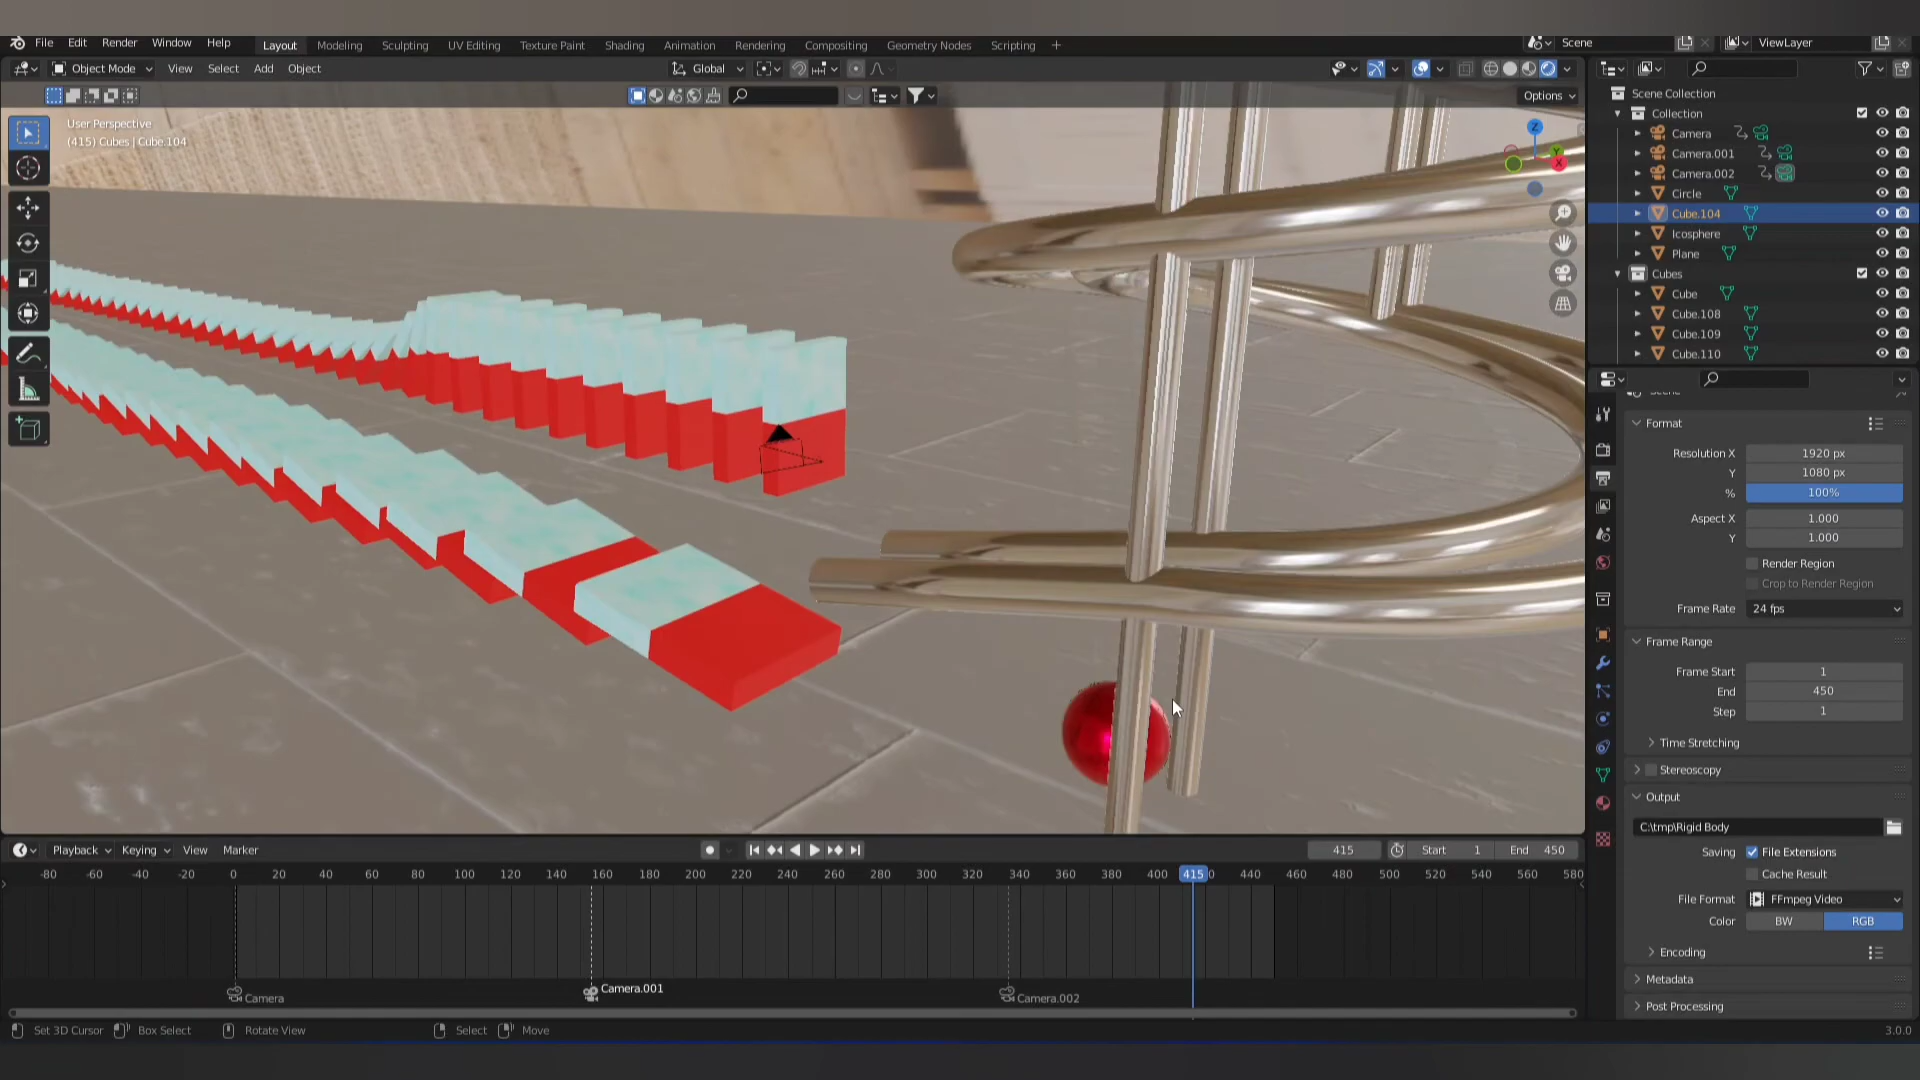 File Edit Render Window Help Layout Modeling Sculpting UV Editing Texture Paint Shading Animation Rendering Compositing Geometry Nodes Scripting + Scene ViewLayer
Object Mode View Select Add Object Global
Options
User Perspective
(415) Cubes | Cube.104
Z
Y
X
Scene Collection
Collection
Camera
Camera.001
Camera.002
Circle
Cube.104
Icosphere
Plane
Cubes
Cube
Cube.108
Cube.109
Cube.110
Format
Resolution X 1920 px
Y 1080 px
% 100%
Aspect X 1.000
Y 1.000
Render Region
Crop to Render Region
Frame Rate 24 fps
Frame Range
Frame Start 1
End 450
Step 1
Time Stretching
Stereoscopy
Output
C:\tmp\Rigid Body
Saving File Extensions
Cache Result
File Format FFmpeg Video
Color BW RGB
Encoding
Metadata
Post Processing
Playback Keying View Marker 415 Start 1 End 450
-80 -60 -40 -20 0 20 40 60 80 100 120 140 160 180 200 220 240 260 280 300 320 340 360 380 400 415 20 440 460 480 500 520 540 560 580
Camera Camera.001 Camera.002
Set 3D Cursor Box Select Rotate View Select Move 3.0.0